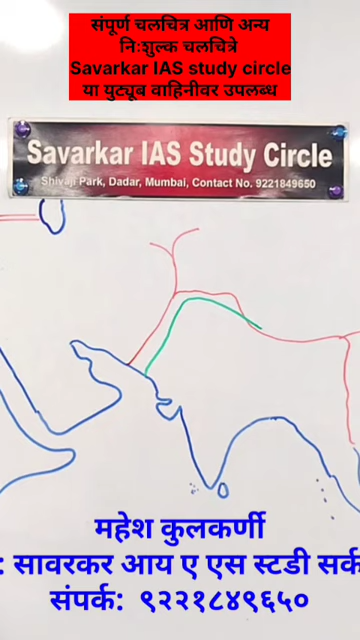 संपूर्ण चलचित्र आणि अन्य
निःशुल्क चलचित्रे
Savarkar IAS study circle
या युट्यूब वाहिनीवर उपलब्ध
Savarkar IAS Study Circle
Shivaji Park, Dadar, Mumbai, Contact No. 9221849650
महेश कुलकर्णी
: सावरकर आय ए एस स्टडी सर्क
संपर्क: ९२२१८४९६५०